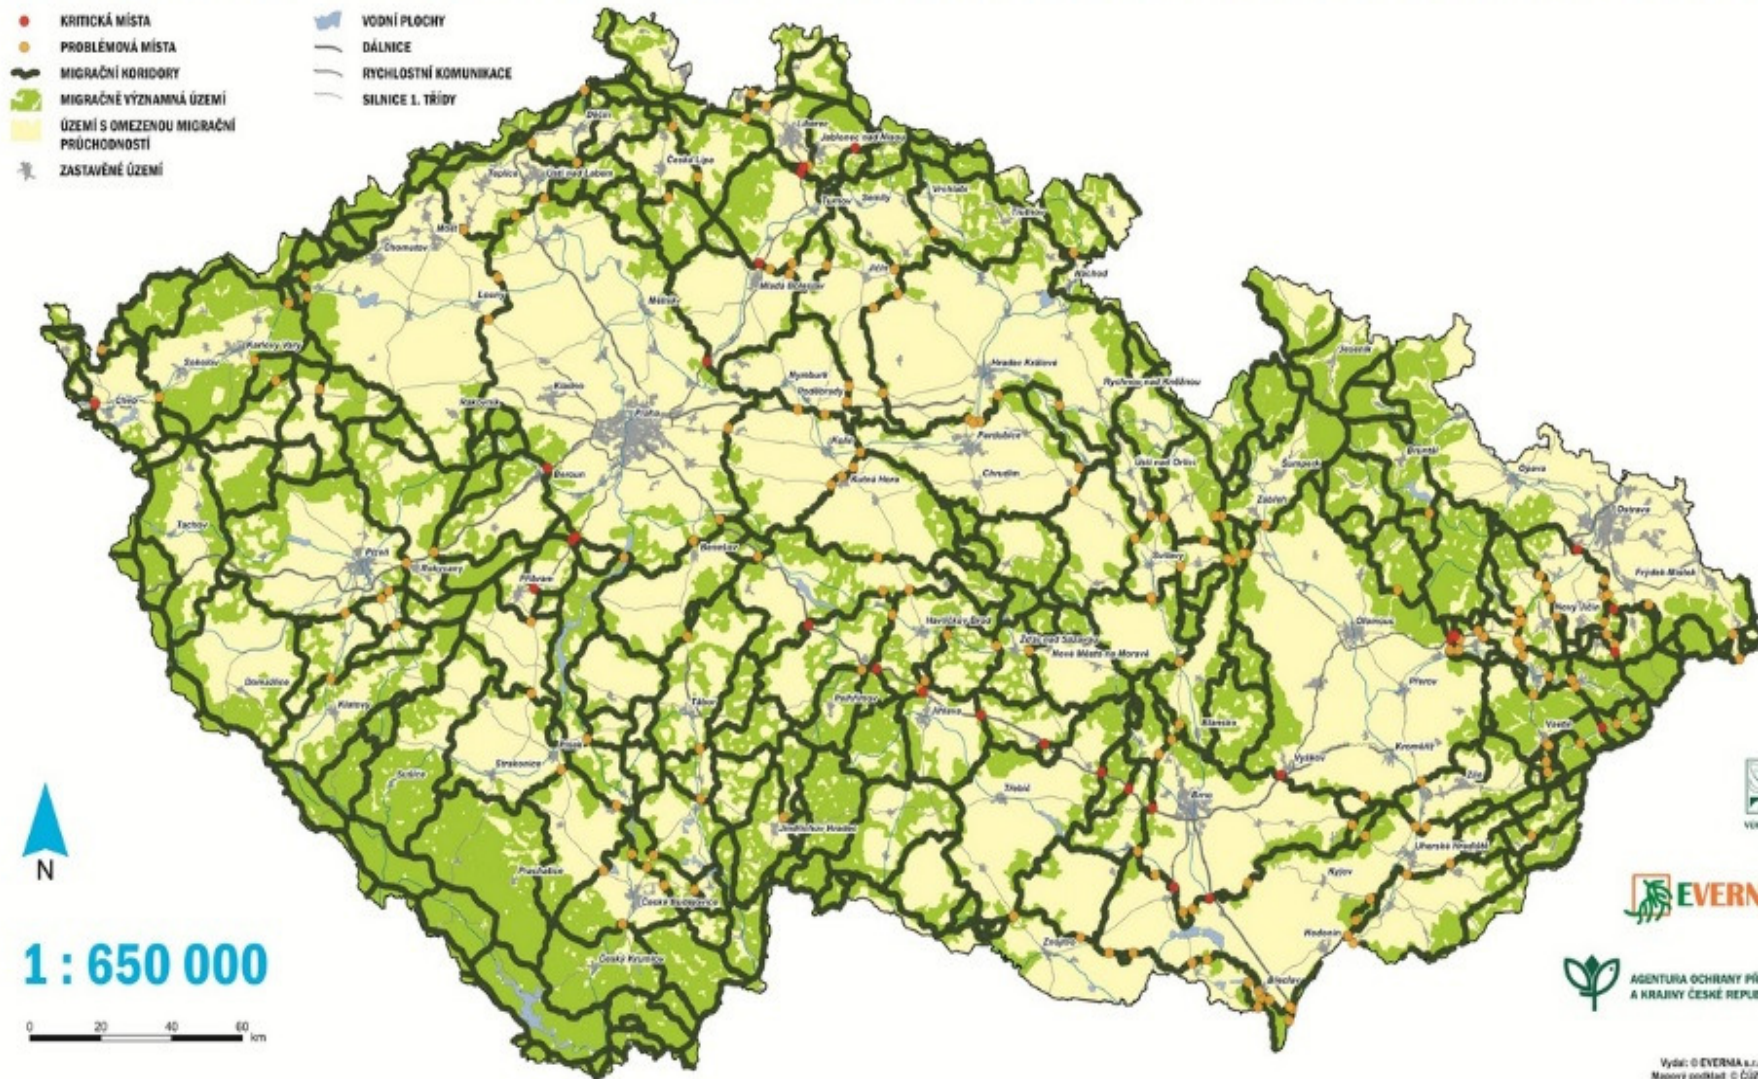 KRITICKÁ MÍSTA
PROBLÉMOVÁ MÍSTA
MIGRAČNÍ KORIDORY
MIGRAČNĚ VÝZNAMNÁ ÚZEMÍ
ÚZEMÍ S OMEZENOU MIGRAČNÍ
PRŮCHODNOSTÍ
ZASTAVĚNÉ ÚZEMÍ
VODNÍ PLOCHY
DÁLNICE
RYCHLOSTNÍ KOMUNIKACE
SILNICE 1. TŘÍDY
Děčín
Liberec
Jablonec nad Nisou
Česká Lípa
Teplice
Ústí nad Labem
Vrchlabí
Turnov
Semily
Trutnov
Most
Chomutov
Náchod
Jičín
Mladá Boleslav
Louny
Mělník
Karlovy Vary
Sokolov
Jeseník
Hradec Králové
Nymburk
Rychnov nad Kněžnou
Kladno
Poděbrady
Cheb
Rakovník
Praha
Pardubice
Kolín
Beroun
Kutná Hora
Chrudim
Ústí nad Orlicí
Šumperk
Bruntál
Opava
Zábřeh
Ostrava
Tachov
Plzeň
Benešov
Svitavy
Rokycany
Příbram
Frýdek Místek
Nový Jičín
Havlíčkův Brod
Olomouc
Žďár nad Sázavou
Nové Město na Moravě
Domažlice
Přerov
Klatovy
Tábor
Pelhřimov
Jihlava
Blansko
Vsetín
Písek
Kroměříž
Strakonice
Vyškov
Sušice
Zlín
Třebíč
Brno
Jindřichův Hradec
Uherské Hradiště
Prachatice
Kyjov
České Budějovice
Hodonín
Znojmo
Český Krumlov
Břeclav
N
1 : 650 000
0 20 40 60
km
EVERN
AGENTURA OCHRANY PŘ
A KRAJINY ČESKÉ REPU
Vydal: © EVERNIA s.r.
Mapový podklad: © ČÚZ